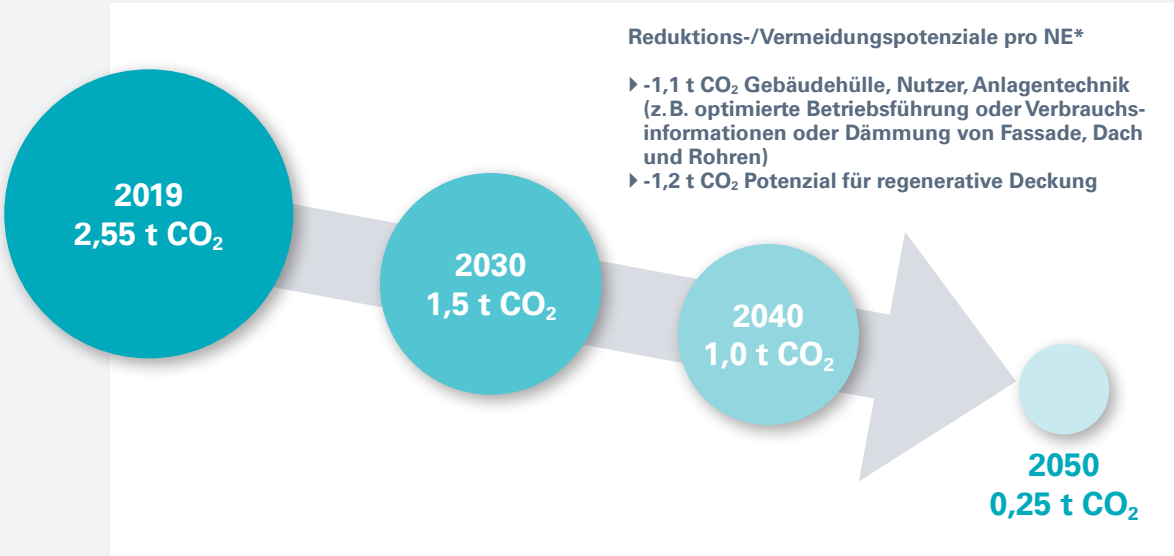 Reduktions-/Vermeidungspotenziale pro NE*
-1,1 t CO₂ Gebäudehülle, Nutzer, Anlagentechnik
(z. B. optimierte Betriebsführung oder Verbrauchs-
informationen oder Dämmung von Fassade, Dach
und Rohren)
-1,2 t CO₂ Potenzial für regenerative Deckung
2019
2,55 t CO₂
2030
1,5 t CO₂
2040
1,0 t CO₂
2050
0,25 t CO₂